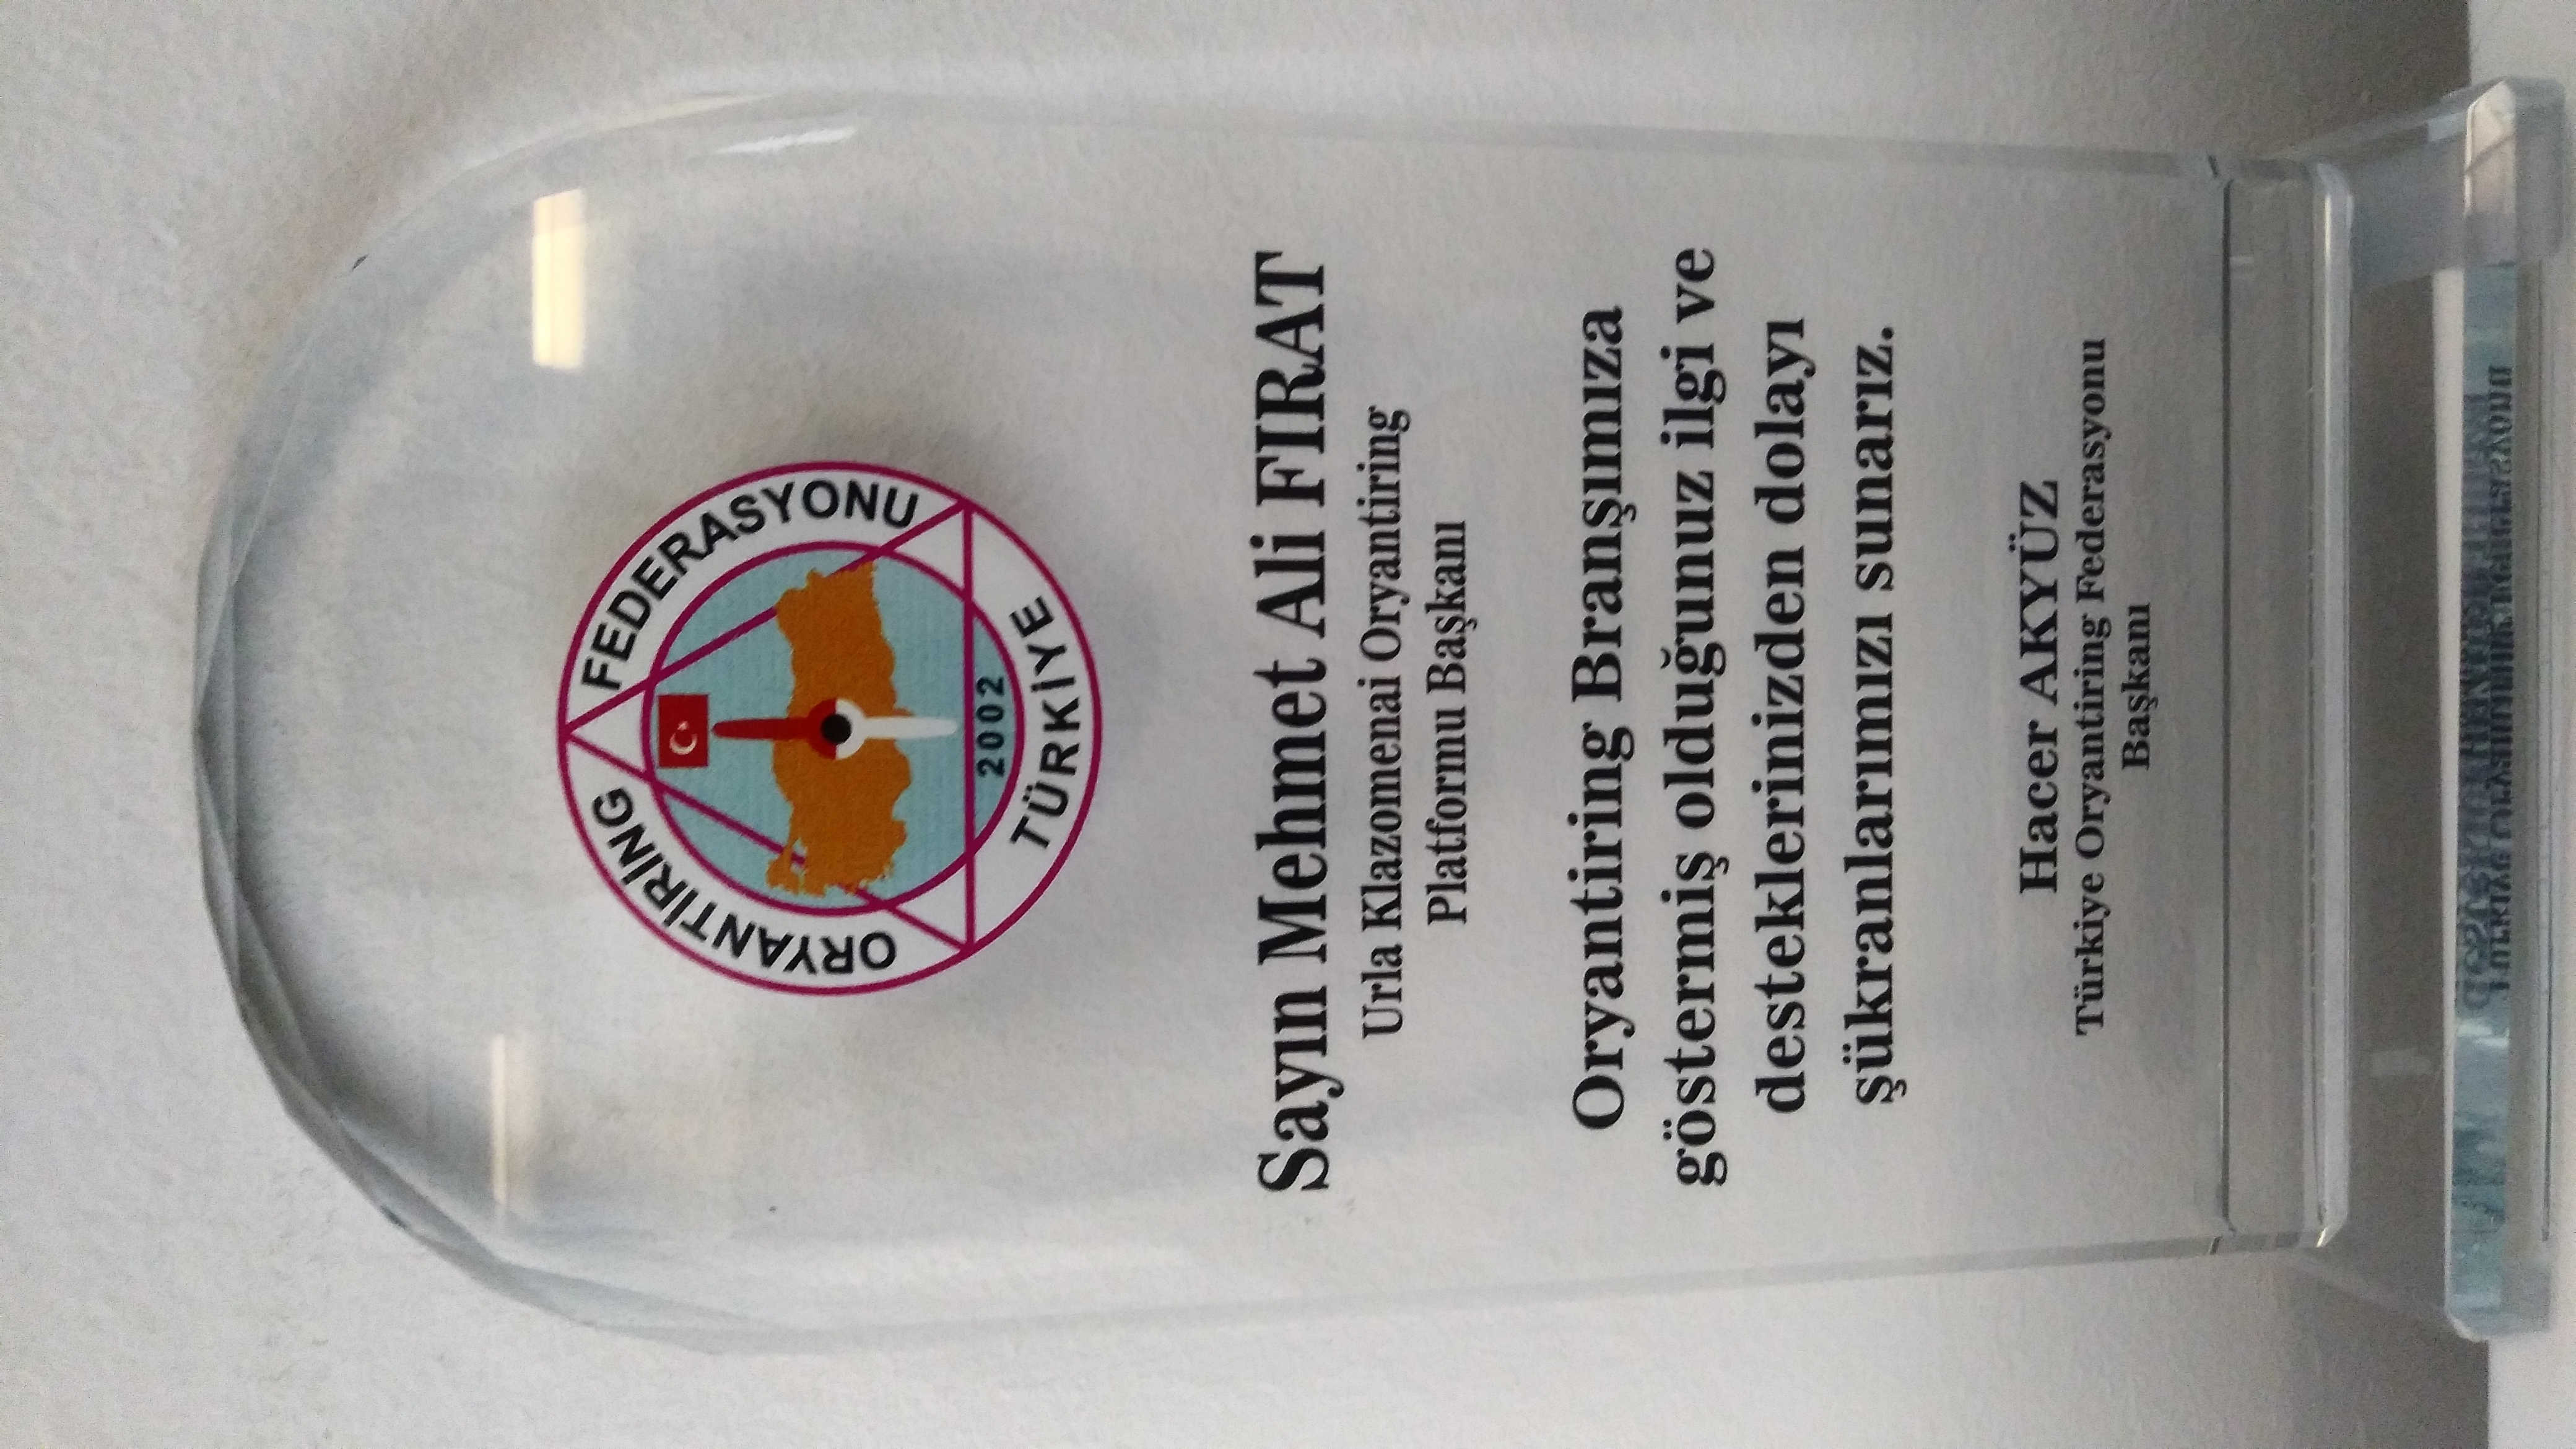 ORYANTİRİNG FEDERASYONU
2002
TÜRKİYE
Sayın Mehmet Ali FIRAT
Urla Klazomenai Oryantiring
Platformu Başkanı
Oryantiring Branşımıza
göstermiş olduğunuz ilgi ve
desteklerinizden dolayı
şükranlarımızı sunarız.
Hacer AKYÜZ
Türkiye Oryantiring Federasyonu
Başkanı